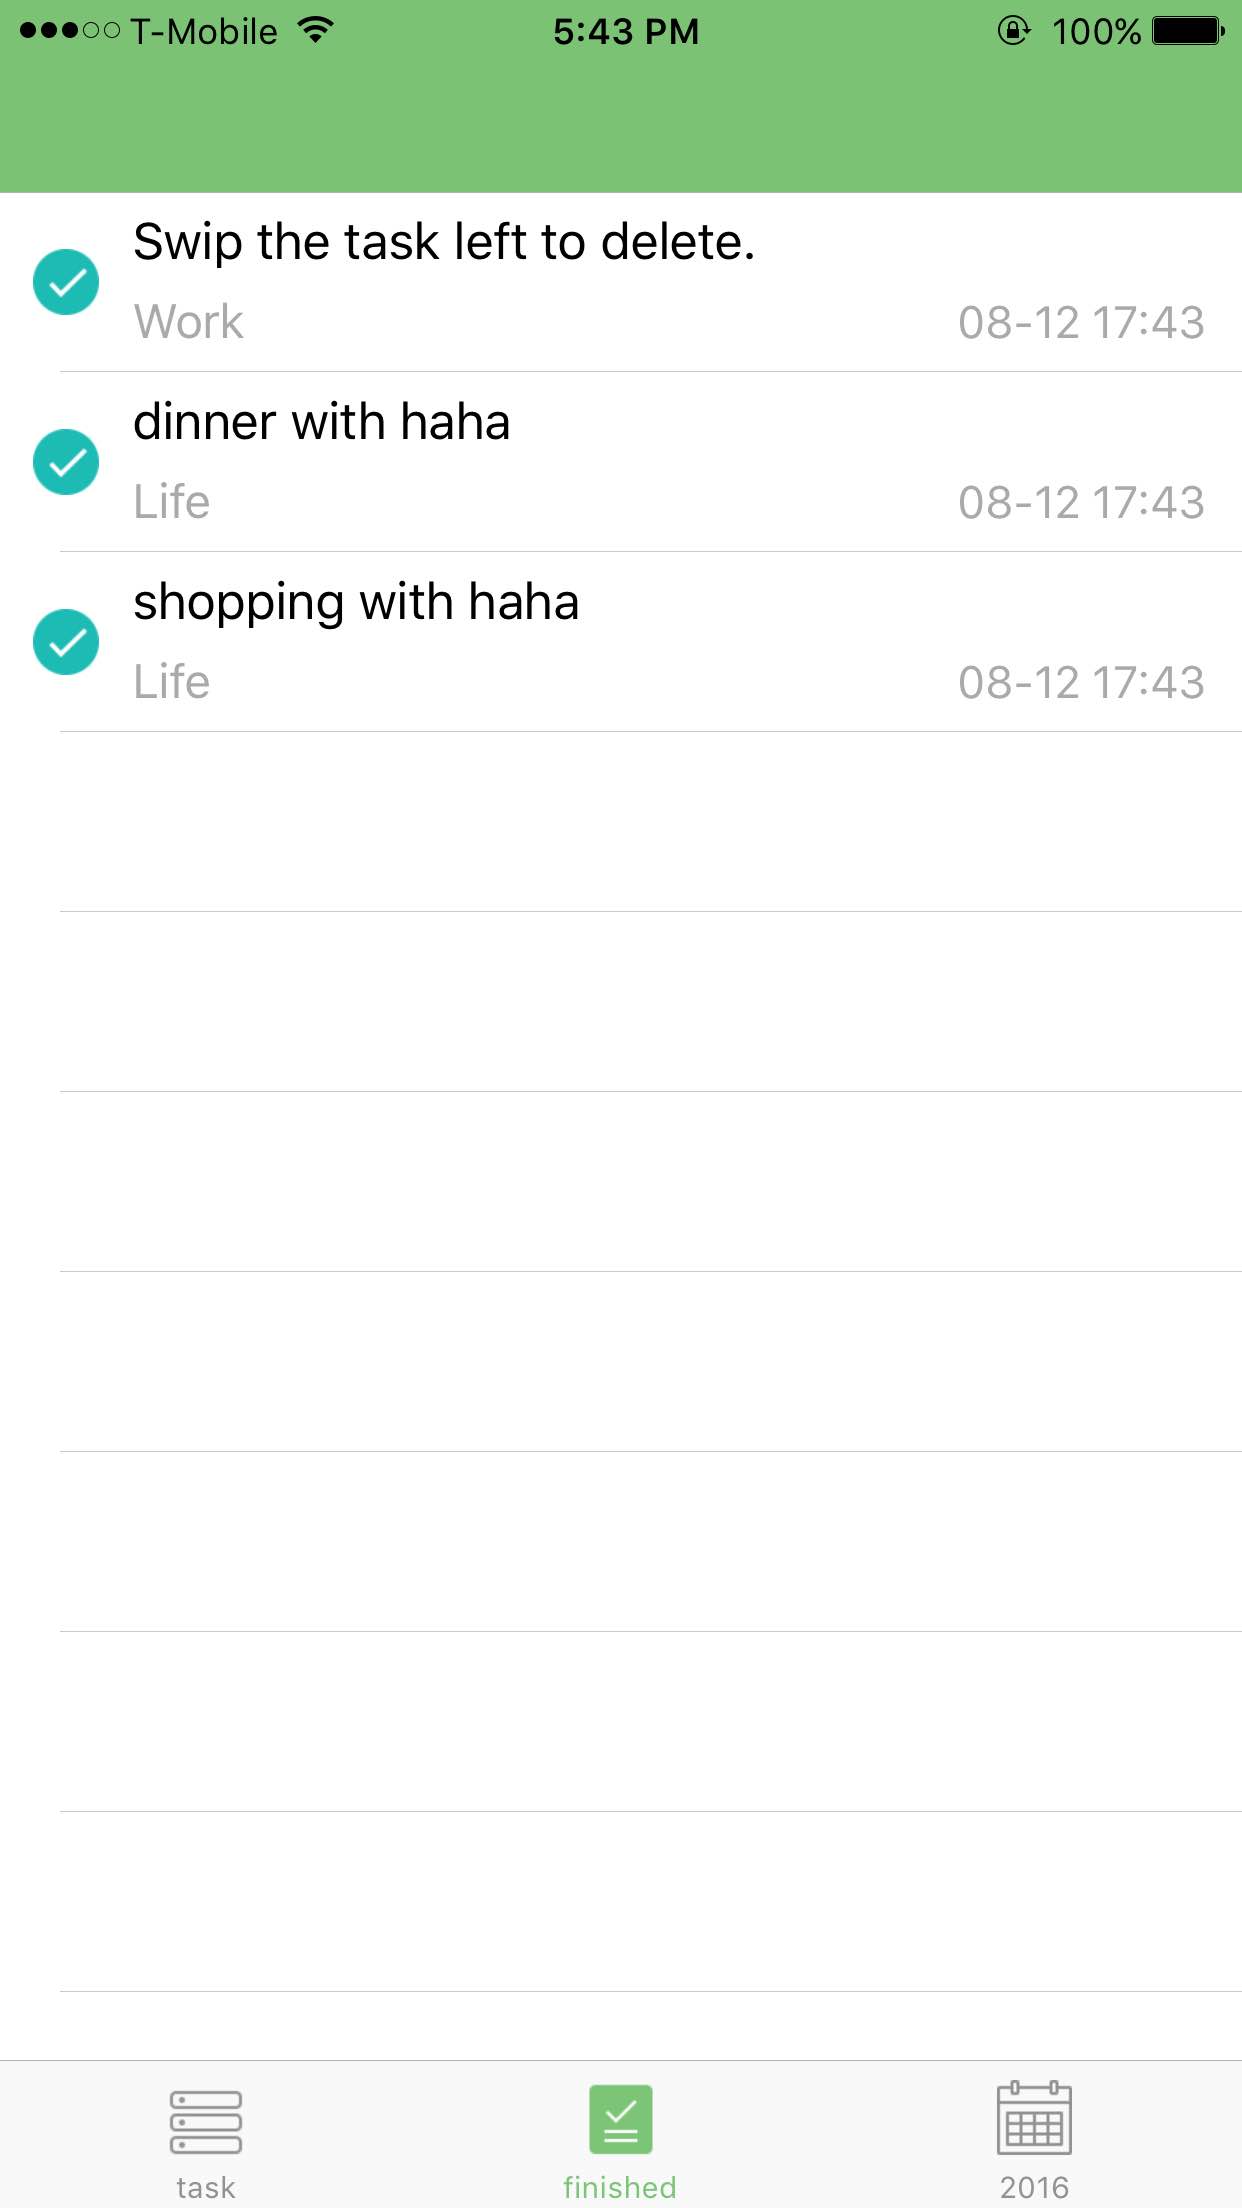 T-Mobile 5:43 PM 100%
Swip the task left to delete.
Work 08-12 17:43
dinner with haha
Life 08-12 17:43
shopping with haha
Life 08-12 17:43
task finished 2016